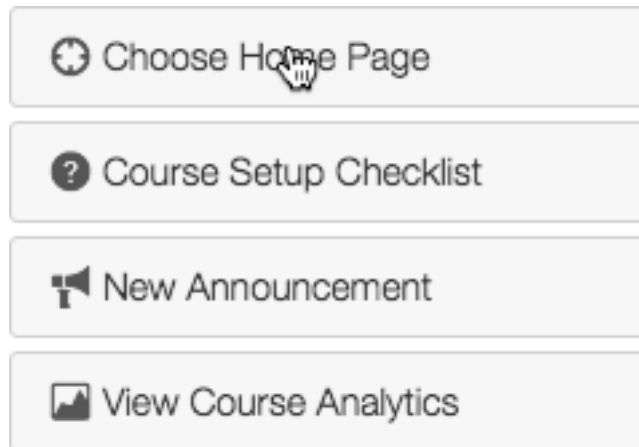 Choose Home Page
Course Setup Checklist
New Announcement
View Course Analytics